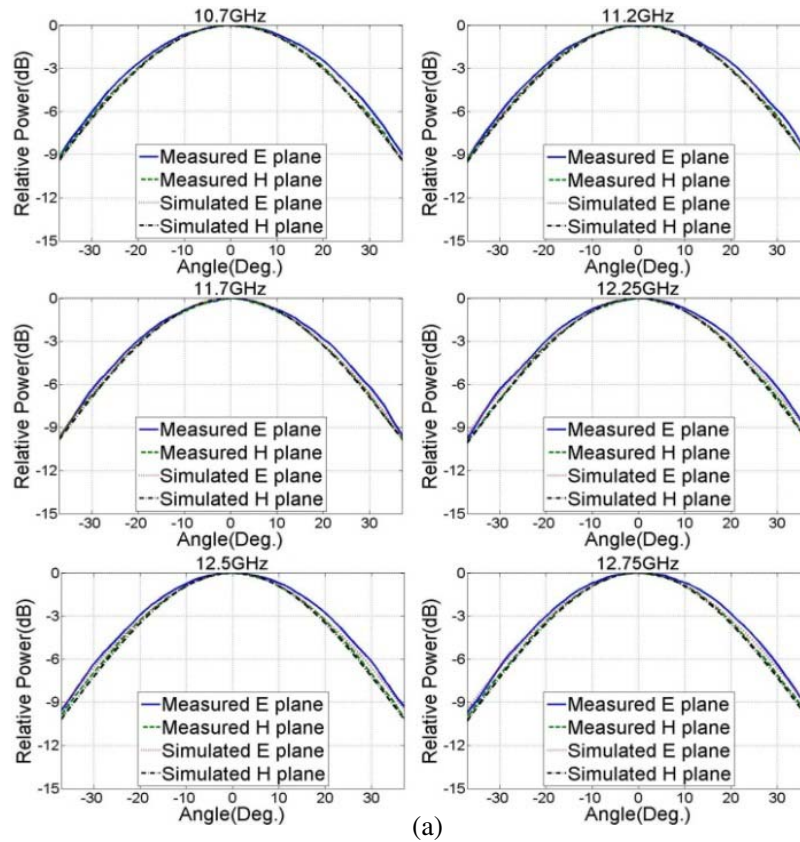 10.7GHz
Relative Power(dB)
0
-3
-6
-9
-12
-15
Measured E plane
Measured H plane
Simulated E plane
Simulated H plane
-30 -20 -10 0 10 20 30
Angle(Deg.)
11.2GHz
Relative Power(dB)
0
-3
-6
-9
-12
-15
Measured E plane
Measured H plane
Simulated E plane
Simulated H plane
-30 -20 -10 0 10 20 30
Angle(Deg.)
11.7GHz
Relative Power(dB)
0
-3
-6
-9
-12
-15
Measured E plane
Measured H plane
Simulated E plane
Simulated H plane
-30 -20 -10 0 10 20 30
Angle(Deg.)
12.25GHz
Relative Power(dB)
0
-3
-6
-9
-12
-15
Measured E plane
Measured H plane
Simulated E plane
Simulated H plane
-30 -20 -10 0 10 20 30
Angle(Deg.)
12.5GHz
Relative Power(dB)
0
-3
-6
-9
-12
-15
Measured E plane
Measured H plane
Simulated E plane
Simulated H plane
-30 -20 -10 0 10 20 30
Angle(Deg.)
12.75GHz
Relative Power(dB)
0
-3
-6
-9
-12
-15
Measured E plane
Measured H plane
Simulated E plane
Simulated H plane
-30 -20 -10 0 10 20 30
Angle(Deg.)
(a)